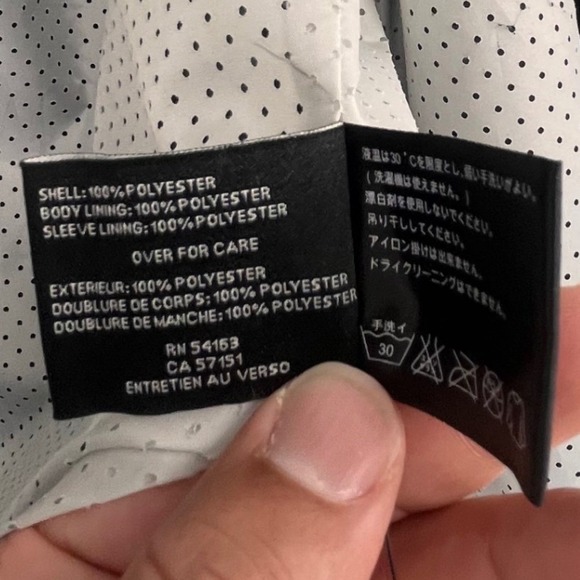 SHELL: 100% POLYESTER
BODY LINING: 100% POLYESTER
SLEEVE LINING: 100% POLYESTER
OVER FOR CARE
EXTERIEUR: 100% POLYESTER
DOUBLURE DE CORPS: 100% POLYESTER
DOUBLURE DE MANCHE: 100% POLYESTER
RN 54163
CA 57151
ENTRETIEN AU VERSO
液温は30℃を限度とし、弱い手洗いがよい。
(洗濯機は使えません。)
漂白剤を使用しないでください。
吊り干ししてください。
アイロン掛けは出来ません。
ドライクリーニングはできません。
手洗イ
30